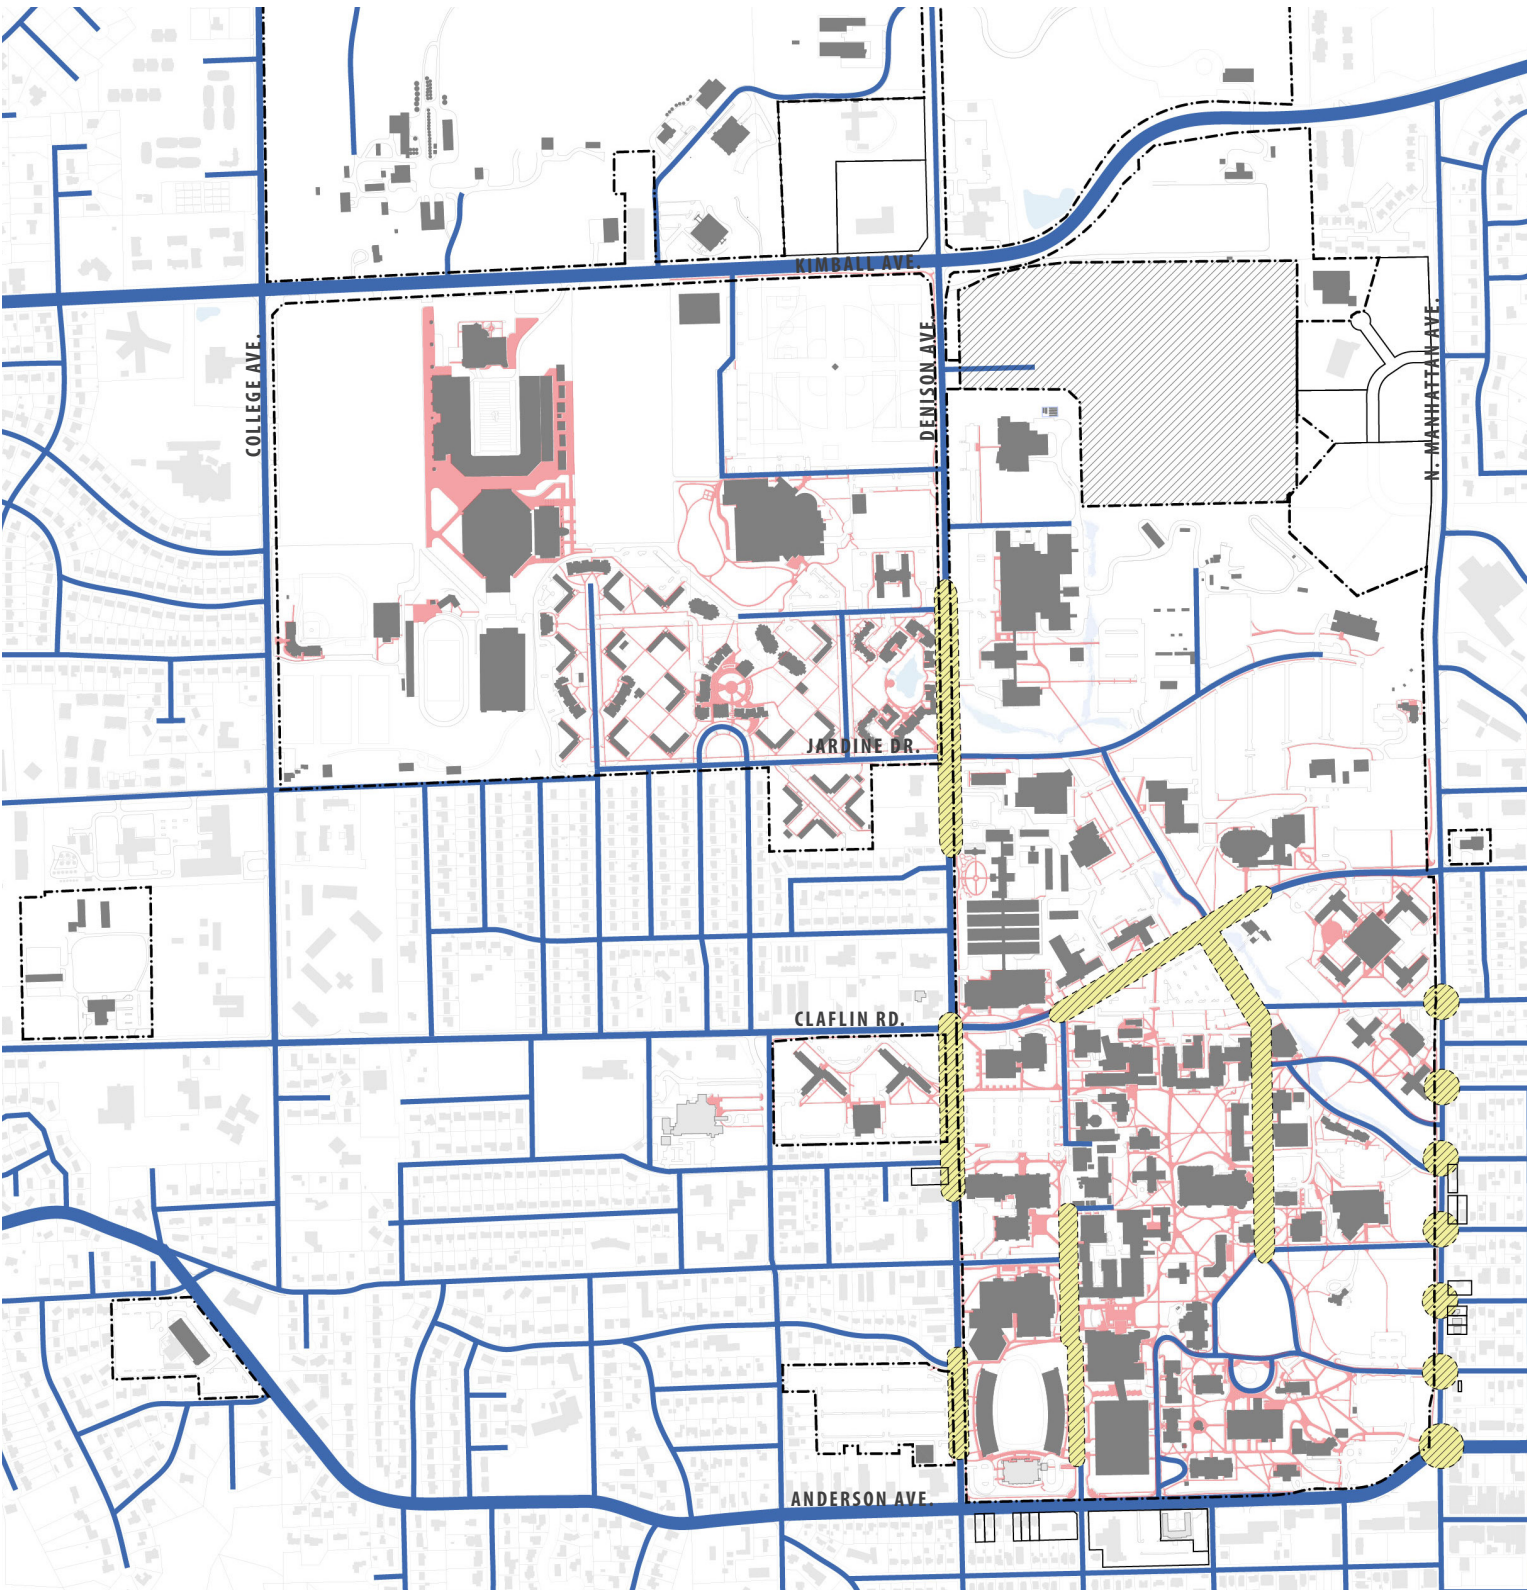 KIMBALL AVE.
COLLEGE AVE.
DENISON AVE.
N. MANHATTAN AVE.
JARDINE DR.
CLAFLIN RD.
ANDERSON AVE.